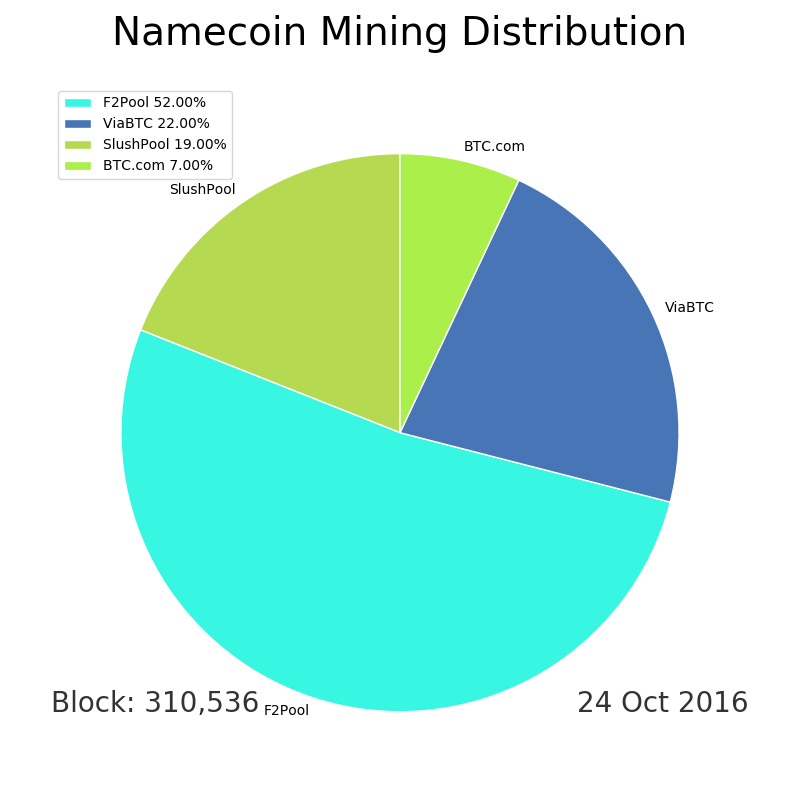 Namecoin Mining Distribution
F2Pool 52.00%
ViaBTC 22.00%
SlushPool 19.00%
BTC.com 7.00%
BTC.com
SlushPool
ViaBTC
Block: 310,536
F2Pool
24 Oct 2016